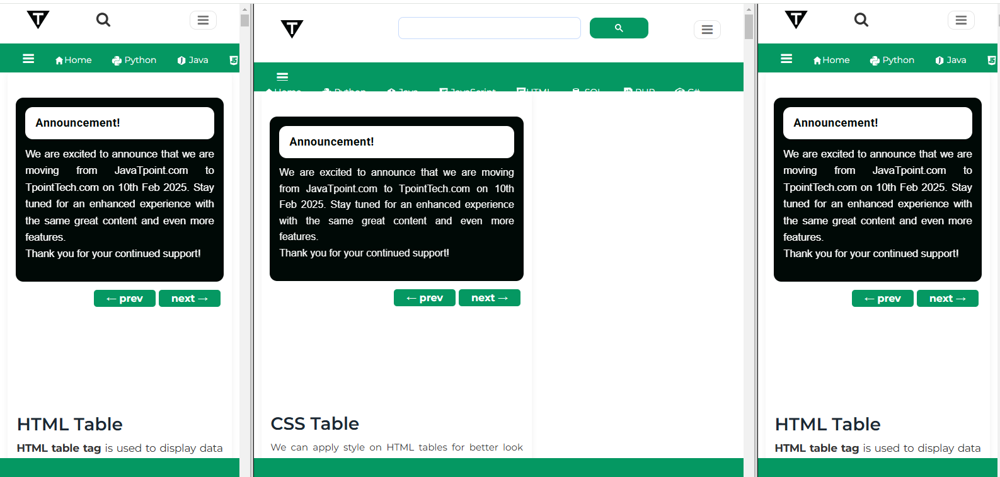 T
Home Python Java
Announcement!
We are excited to announce that we are
moving from JavaTpoint.com to
TpointTech.com on 10th Feb 2025. Stay
tuned for an enhanced experience with
the same great content and even more
features.
Thank you for your continued support!
← prev next →
HTML Table
HTML table tag is used to display data
T
Home Python Java JavaScript HTML SQL PHP C#
Announcement!
We are excited to announce that we are moving
from JavaTpoint.com to TpointTech.com on 10th
Feb 2025. Stay tuned for an enhanced experience
with the same great content and even more
features.
Thank you for your continued support!
← prev next →
CSS Table
We can apply style on HTML tables for better look
T
Home Python Java
Announcement!
We are excited to announce that we are
moving from JavaTpoint.com to
TpointTech.com on 10th Feb 2025. Stay
tuned for an enhanced experience with
the same great content and even more
features.
Thank you for your continued support!
← prev next →
HTML Table
HTML table tag is used to display data